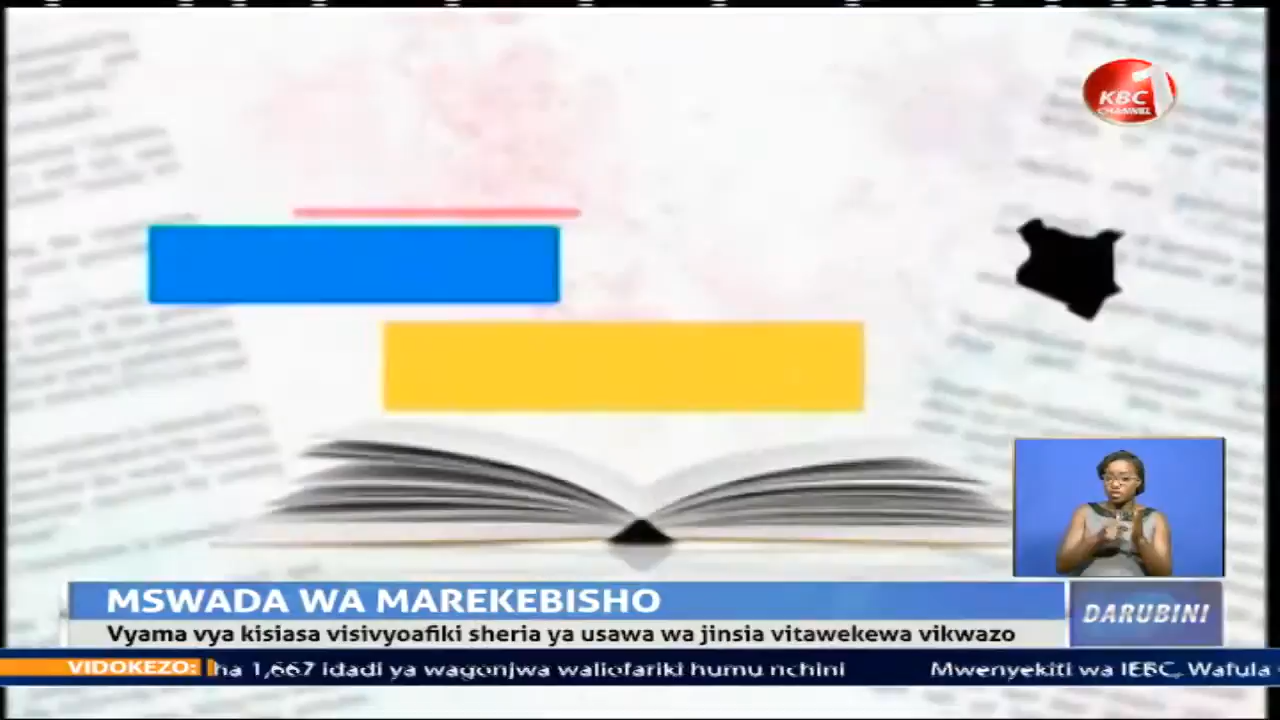 KBC 1
CHANNEL
MSWADA WA MAREKEBISHO
DARUBINI
Vyama vya kisiasa visivyoafiki sheria ya usawa wa jinsia vitawekewa vikwazo
VIDOKEZO: ha 1,667 idadi ya wagonjwa waliofariki humu nchini Mwenyekiti wa IEBC, Wafula